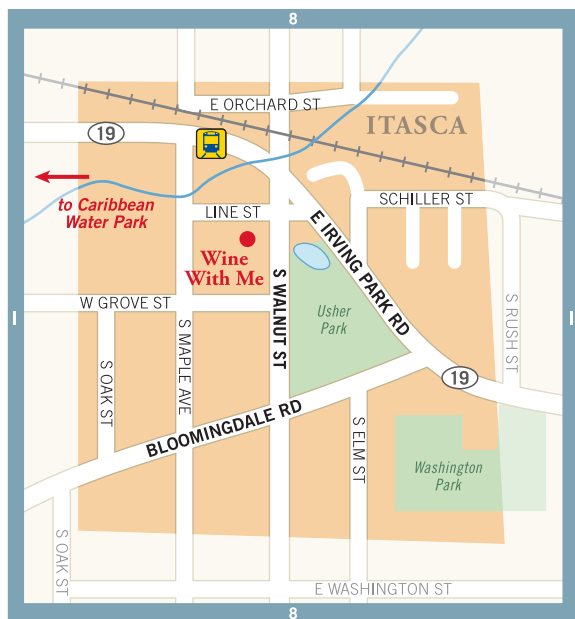 8
E ORCHARD ST
ITASCA
19
to Caribbean
Water Park
SCHILLER ST
LINE ST
E IRVING PARK RD
Wine
With Me
S WALNUT ST
W GROVE ST
Usher
Park
S RUSH ST
I
I
S MAPLE AVE
S OAK ST
19
BLOOMINGDALE RD
S ELM ST
Washington
Park
S OAK ST
E WASHINGTON ST
8